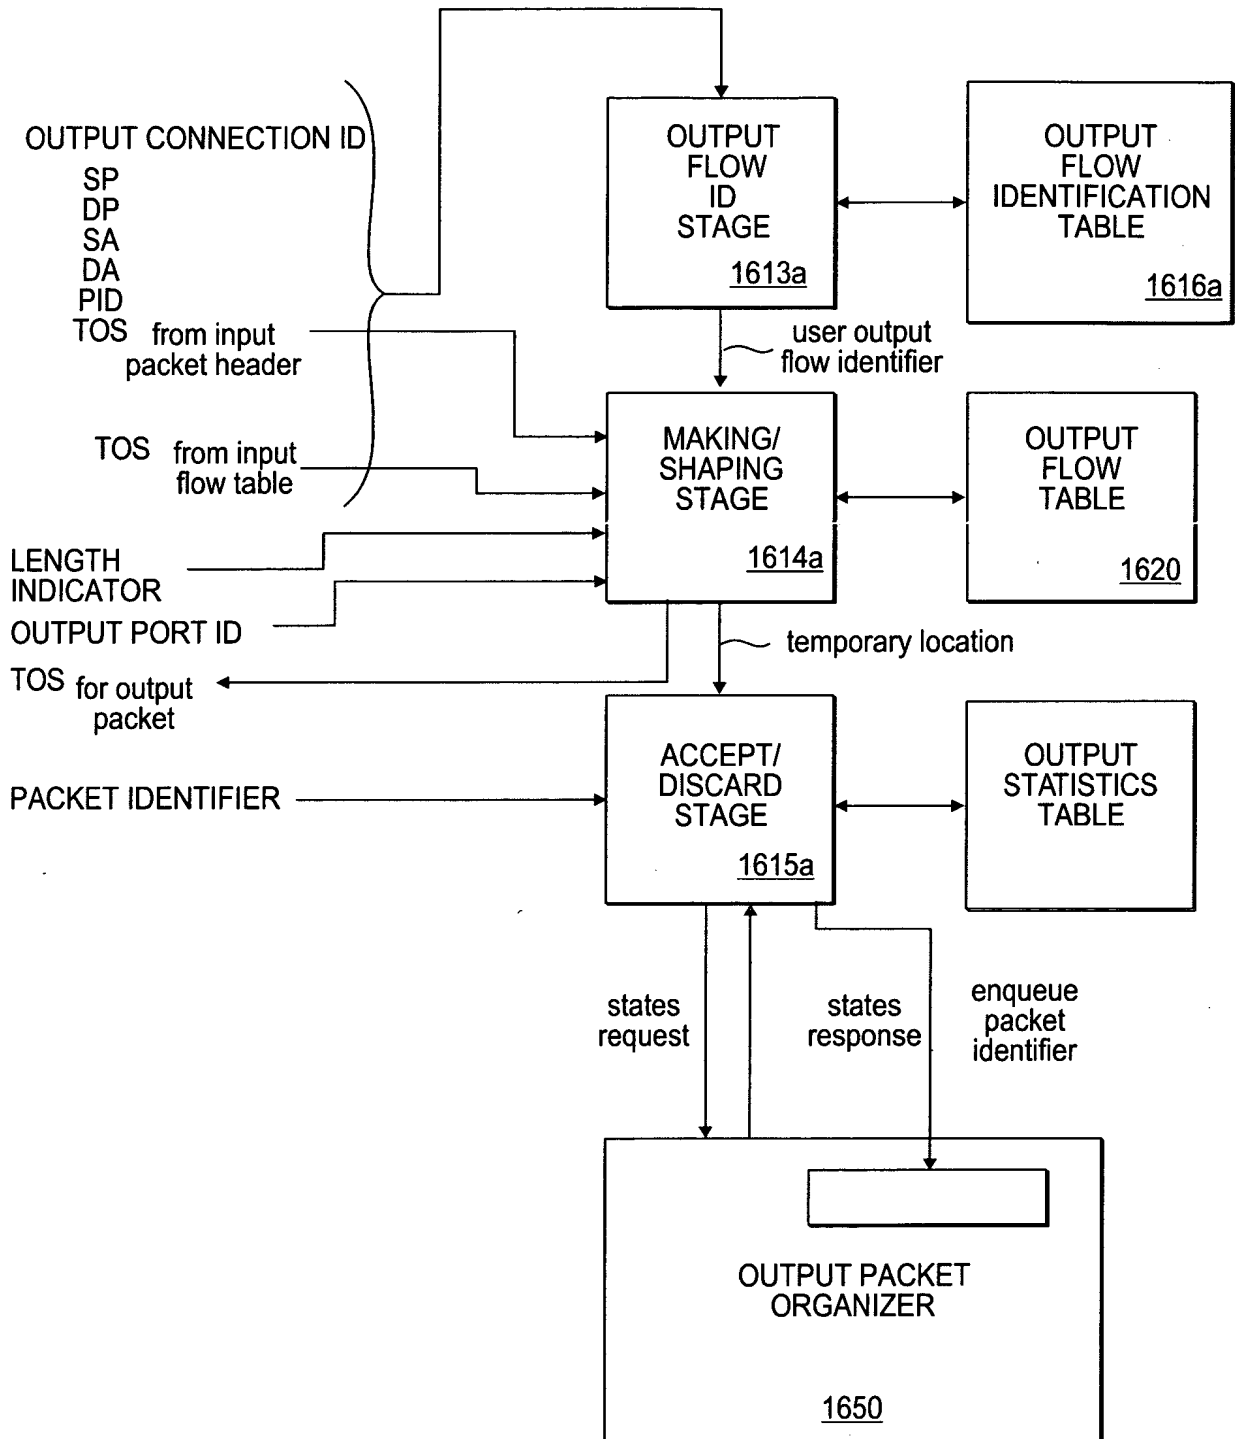 OUTPUT CONNECTION ID
SP
DP
SA
DA
PID
TOS from input
packet header
TOS from input
flow table
LENGTH
INDICATOR
OUTPUT PORT ID
TOS for output
packet
PACKET IDENTIFIER
OUTPUT
FLOW
ID
STAGE
1613a
OUTPUT
FLOW
IDENTIFICATION
TABLE
1616a
user output
flow identifier
MAKING/
SHAPING
STAGE
1614a
OUTPUT
FLOW
TABLE
1620
temporary location
ACCEPT/
DISCARD
STAGE
1615a
OUTPUT
STATISTICS
TABLE
states
request
states
response
enqueue
packet
identifier
OUTPUT PACKET
ORGANIZER
1650